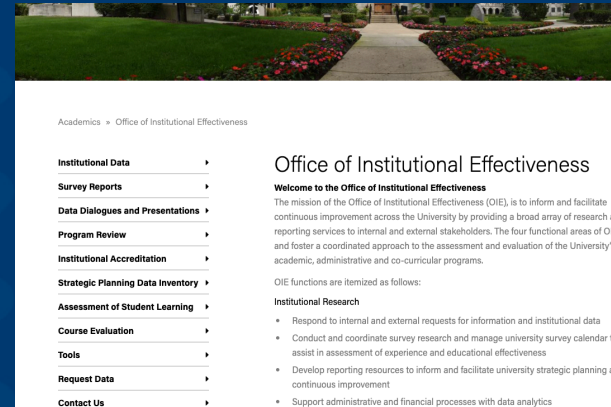 Academics » Office of Institutional Effectiveness
Institutional Data
Survey Reports
Data Dialogues and Presentations
Program Review
Institutional Accreditation
Strategic Planning Data Inventory
Assessment of Student Learning
Course Evaluation
Tools
Request Data
Contact Us
Office of Institutional Effectiveness
Welcome to the Office of Institutional Effectiveness
The mission of the Office of Institutional Effectiveness (OIE), is to inform and facilitate
continuous improvement across the University by providing a broad array of research
reporting services to internal and external stakeholders. The four functional areas of
and foster a coordinated approach to the assessment and evaluation of the University'
academic, administrative and co-curricular programs.
OIE functions are itemized as follows:
Institutional Research
• Respond to internal and external requests for information and institutional data
• Conduct and coordinate survey research and manage university survey calendar
assist in assessment of experience and educational effectiveness
• Develop reporting resources to inform and facilitate university strategic planning
continuous improvement
• Support administrative and financial processes with data analytics